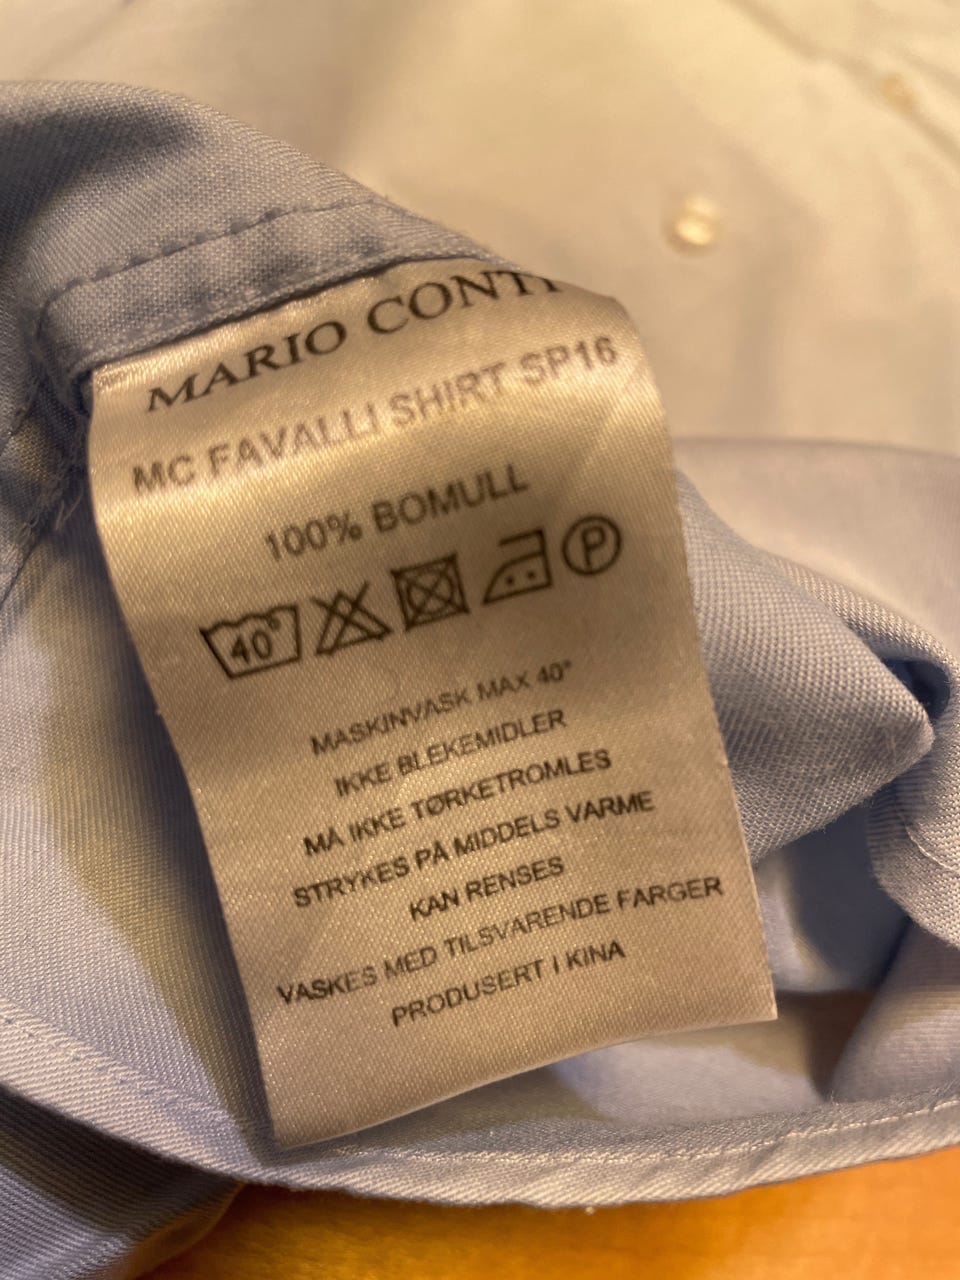 MARIO CONTI
MC FAVALLI SHIRT SP16
100% BOMULL
40° P
MASKINVASK MAX 40°
IKKE BLEKEMIDLER
MÅ IKKE TØRKETROMLES
STRYKES PÅ MIDDELS VARME
KAN RENSES
VASKES MED TILSVARENDE FARGER
PRODUSERT I KINA